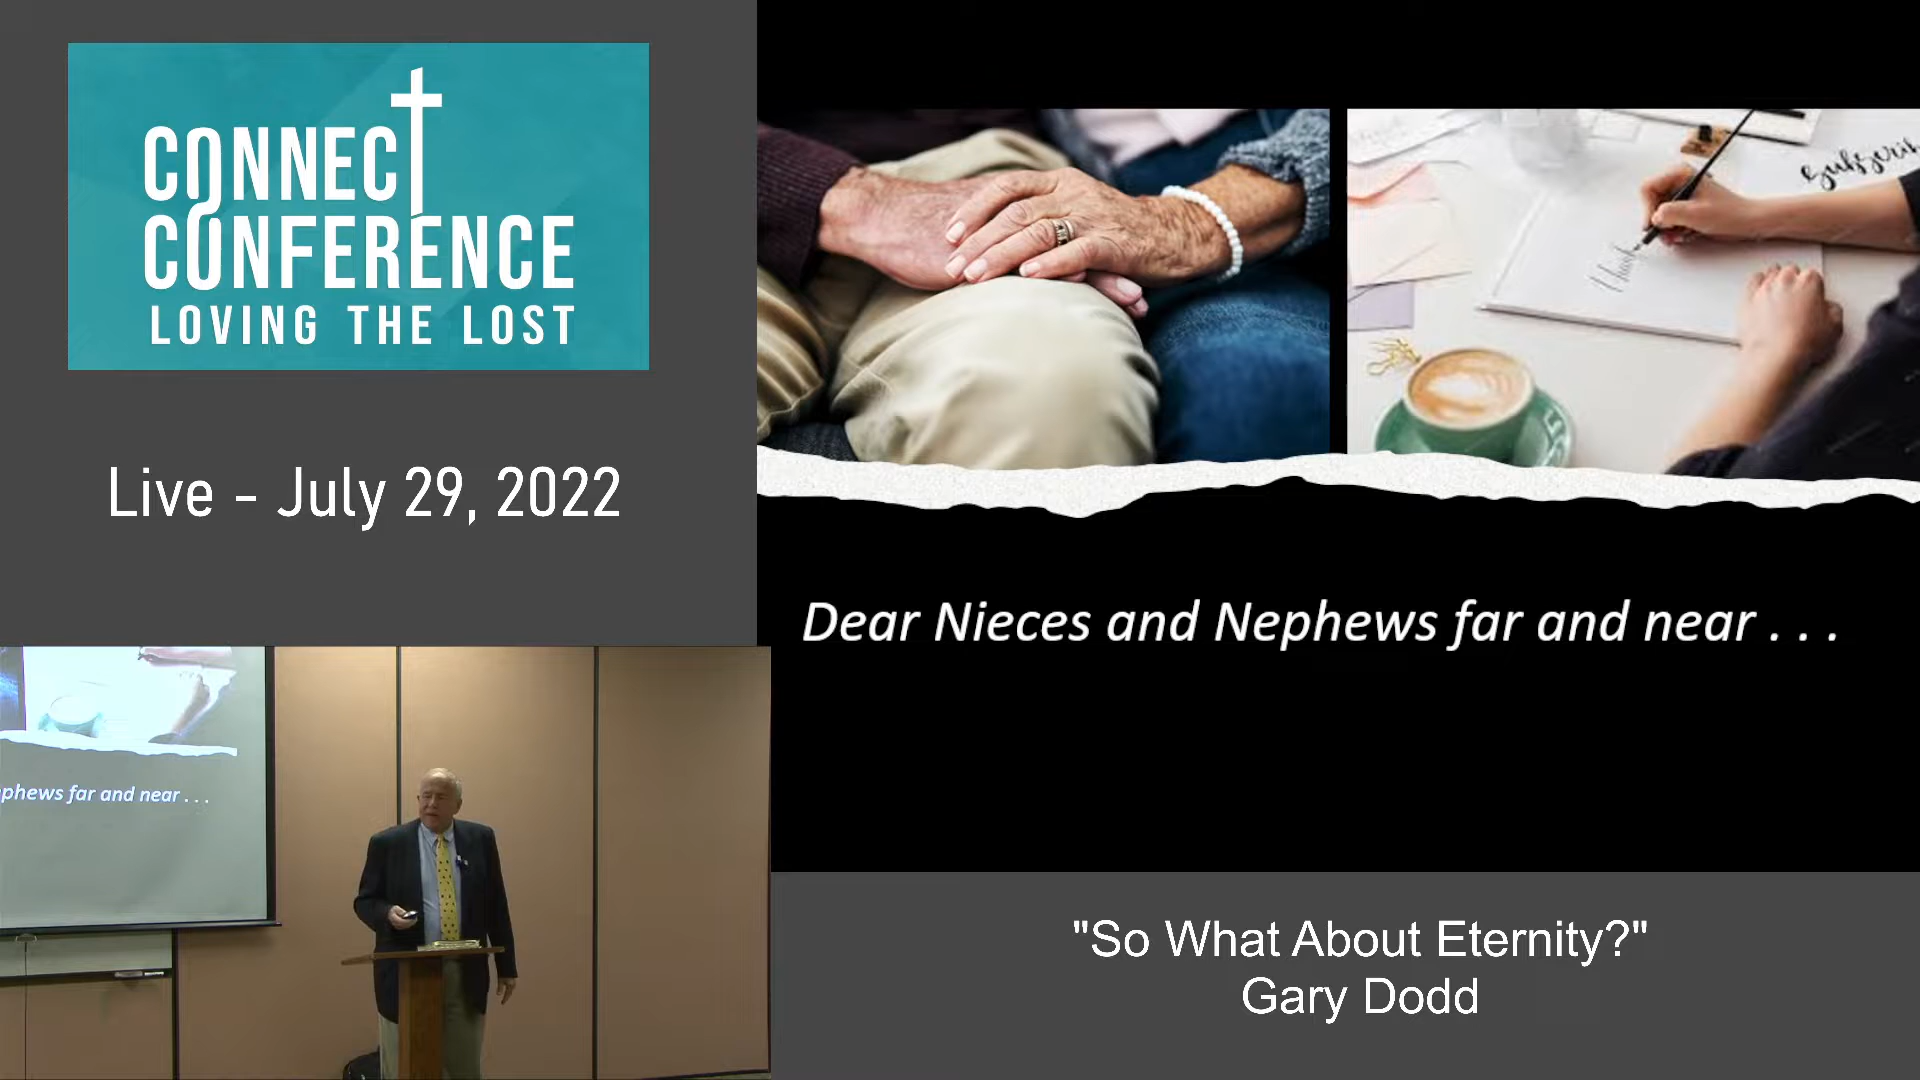 CONNECT
CONFERENCE
LOVING THE LOST
Live - July 29, 2022
Dear Nieces and Nephews far and near . . .
phews far and near . . .
"So What About Eternity?"
Gary Dodd